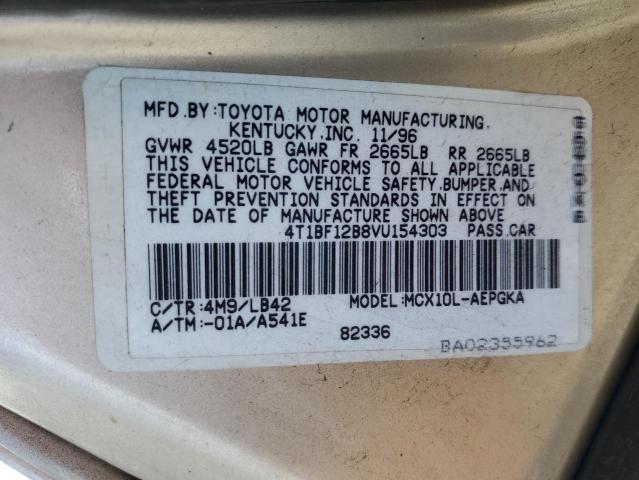 MFD.BY:TOYOTA MOTOR MANUFACTURING,
KENTUCKY,INC. 11/96
GVWR 4520LB GAWR FR 2665LB RR 2665LB
THIS VEHICLE CONFORMS TO ALL APPLICABLE
FEDERAL MOTOR VEHICLE SAFETY,BUMPER,AND
THEFT PREVENTION STANDARDS IN EFFECT ON
THE DATE OF MANUFACTURE SHOWN ABOVE
4T1BF12B8VU154303 PASS.CAR
C/TR:4M9/LB42 MODEL:MCX10L-AEPGKA
A/TM:-01A/A541E
82336
BA02355962